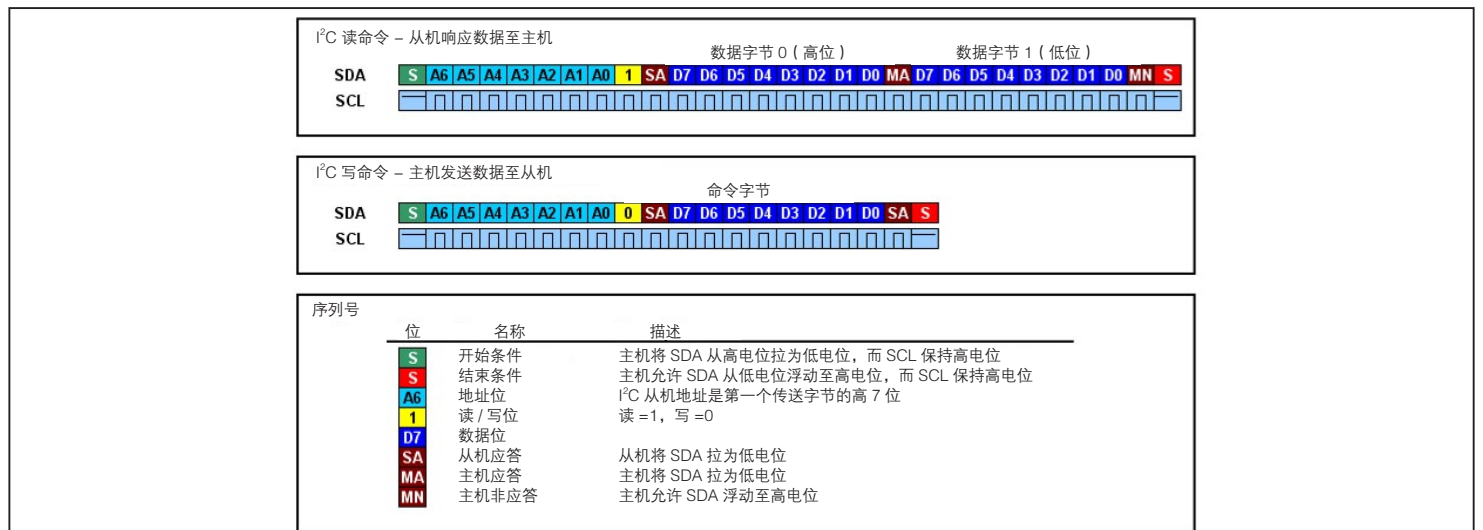 I²C 读命令 – 从机响应数据至主机
数据字节 0（高位） 数据字节 1（低位）
SDA S A6 A5 A4 A3 A2 A1 A0 1 SA D7 D6 D5 D4 D3 D2 D1 D0 MA D7 D6 D5 D4 D3 D2 D1 D0 MN S
SCL
I²C 写命令 – 主机发送数据至从机
命令字节
SDA S A6 A5 A4 A3 A2 A1 A0 0 SA D7 D6 D5 D4 D3 D2 D1 D0 SA S
SCL
序列号
位 名称 描述
S 开始条件 主机将 SDA 从高电位拉为低电位，而 SCL 保持高电位
S 结束条件 主机允许 SDA 从低电位浮动至高电位，而 SCL 保持高电位
A6 地址位 I²C 从机地址是第一个传送字节的高 7 位
1 读 / 写位 读 =1，写 =0
D7 数据位
SA 从机应答 从机将 SDA 拉为低电位
MA 主机应答 主机将 SDA 拉为低电位
MN 主机非应答 主机允许 SDA 浮动至高电位